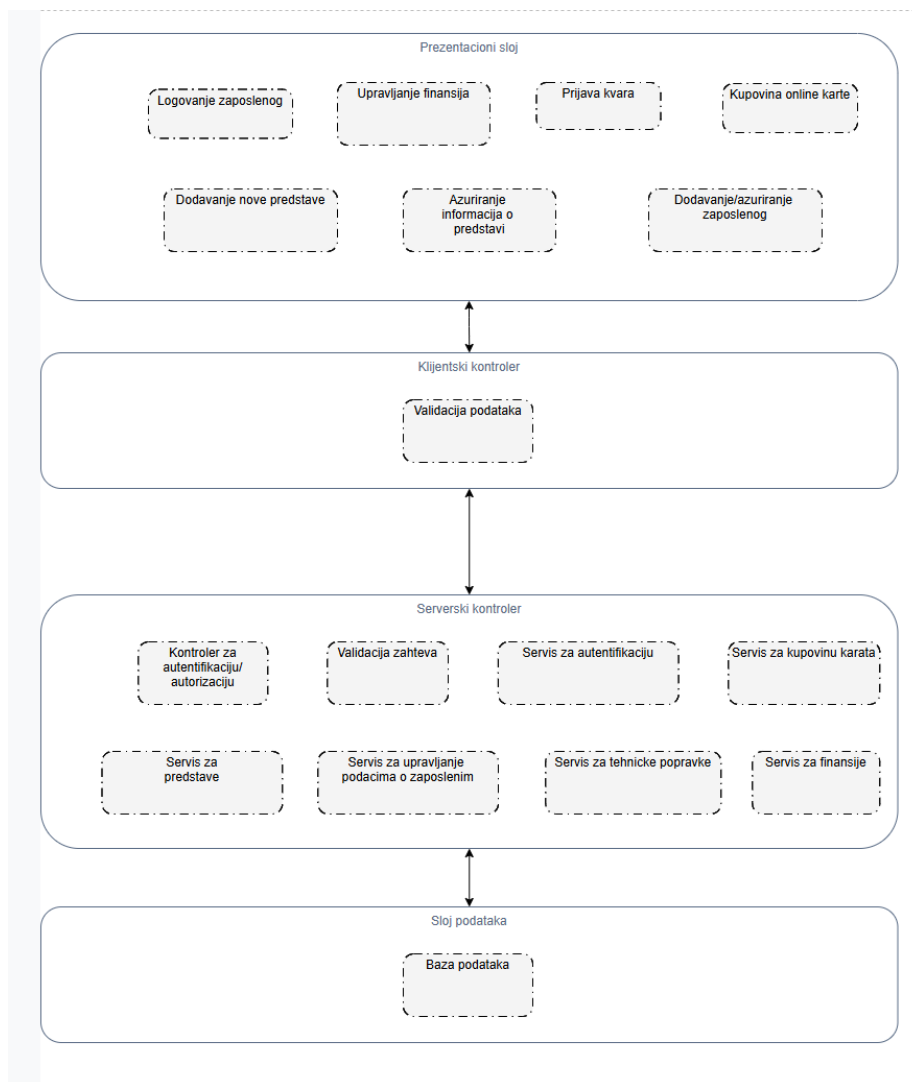 Prezentacioni sloj
Logovanje zaposlenog
Upravljanje finansija
Prijava kvara
Kupovina online karte
Dodavanje nove predstave
Azuriranje
informacija o
predstavi
Dodavanje/azuriranje
zaposlenog
Klijentski kontroler
Validacija podataka
Serverski kontroler
Kontroler za
autentifikaciju/
autorizaciju
Validacija zahteva
Servis za autentifikaciju
Servis za kupovinu karata
Servis za
predstave
Servis za upravljanje
podacima o zaposlenim
Servis za tehnicke popravke
Servis za finansije
Sloj podataka
Baza podataka